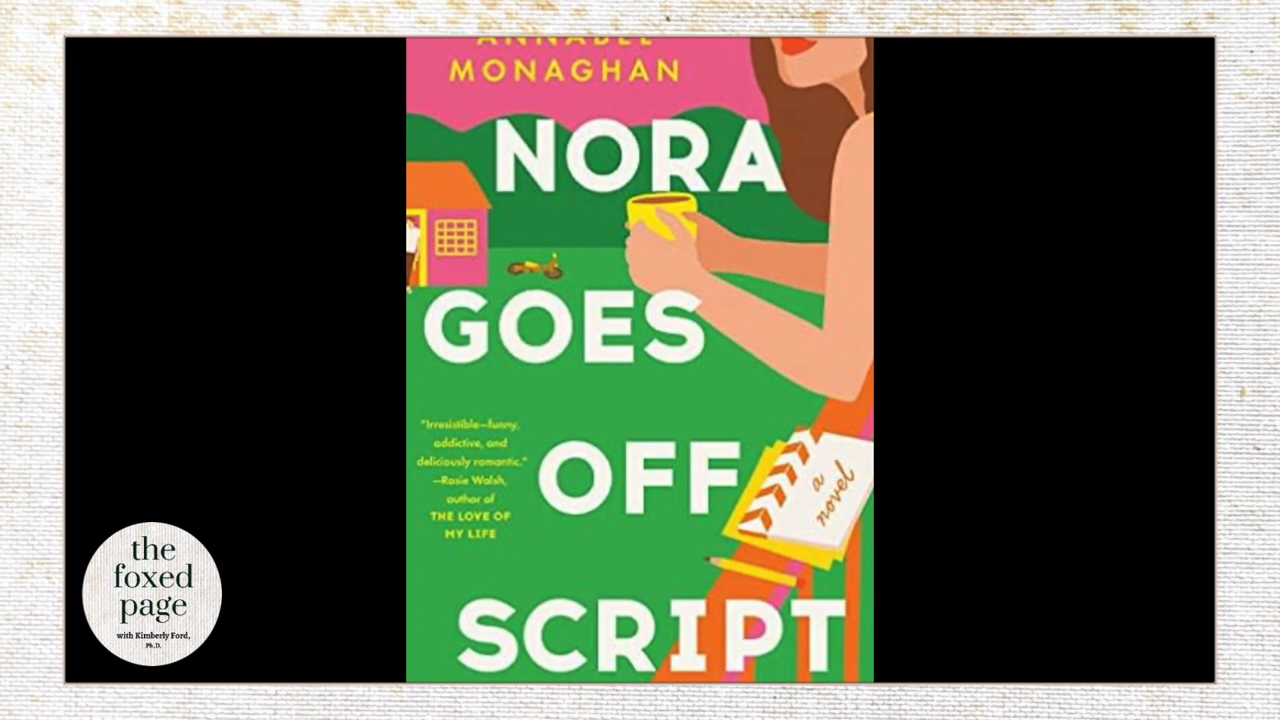 ANNABEL
MONAGHAN
NORA
GOES
OFF
SCRIPT
"Irresistible—funny,
addictive, and
deliciously romantic."
—Rosie Walsh,
author of
THE LOVE OF
MY LIFE
a
novel
the
foxed
page
with Kimberly Ford,
Ph.D.